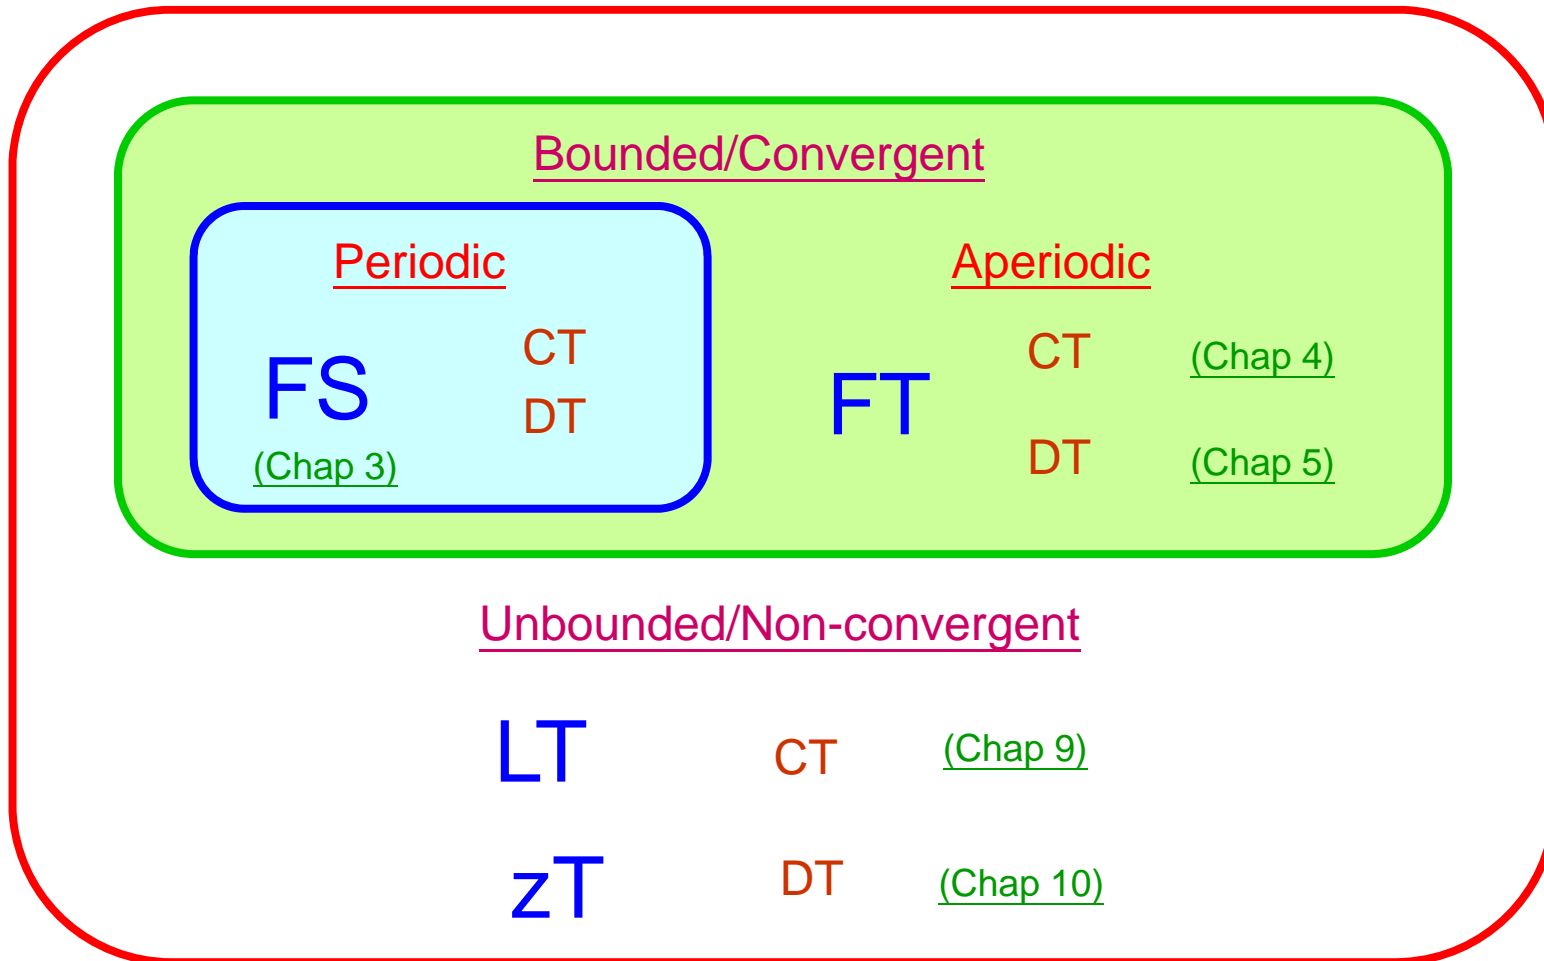 Bounded/Convergent
Periodic
FS
CT
DT
(Chap 3)
Aperiodic
FT
CT
(Chap 4)
DT
(Chap 5)
Unbounded/Non-convergent
LT
CT
(Chap 9)
zT
DT
(Chap 10)